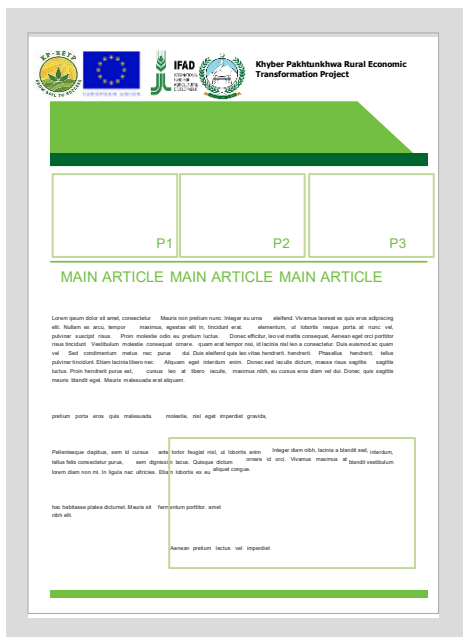 KP-RETP
FROM SOIL TO SUCCESS
EUROPEAN UNION
IFAD
INTERNATIONAL
FUND FOR
AGRICULTURAL
DEVELOPMENT
Khyber Pakhtunkhwa Rural Economic
Transformation Project
P1 P2 P3
MAIN ARTICLE MAIN ARTICLE MAIN ARTICLE
Lorem ipsum dolor sit amet, consectetur Mauris non pretium nunc. Integer eu urna eleifend. Vivamus laoreet ex quis eros adipiscing
elit. Nullam ex arcu, tempor maximus, egestas elit in, tincidunt erat. elementum, ut lobortis neque porta at nunc vel,
pulvinar suscipit risus. Proin molestie odio eu pretium luctus. Donec efficitur, leo vel mattis consequat, Aenean eget orci porttitor
risus tincidunt Vestibulum molestie consequat ornare. quam erat tempor nisi, id lacinia nisl leo a consectetur. Duis euismod ac quam
vel Sed condimentum metus nec purus dui. Duis eleifend quis leo vitae hendrerit. hendrerit. Phasellus hendrerit, tellus
pulvinar tincidunt. Etiam lacinia libero nec Aliquam eget interdum enim. Donec sed iaculis dictum, massa risus sagittis sagittis
luctus. Proin hendrerit purus est, cursus leo at libero iaculis, maximus nibh, eu cursus eros diam vel dui. Donec quis sagittis
mauris blandit eget. Mauris malesuada erat aliquam.
pretium porta eros quis malesuada. molestie, nisl eget imperdiet gravida,
Pellentesque dapibus, sem id cursus ante tortor feugiat nisl, ut lobortis enim Integer diam nibh, lacinia a blandit sed, interdum,
tellus felis consectetur purus, sem dignissim lacus. Quisque dictum ornare id orci. Vivamus maximus at blandit vestibulum
lorem diam non mi. In ligula nec ultricies. Etiam lobortis ex eu aliquet congue.
hac habitasse platea dictumst. Mauris sit fermentum porttitor. amet
nibh elit.
Aenean pretium lectus vel imperdiet